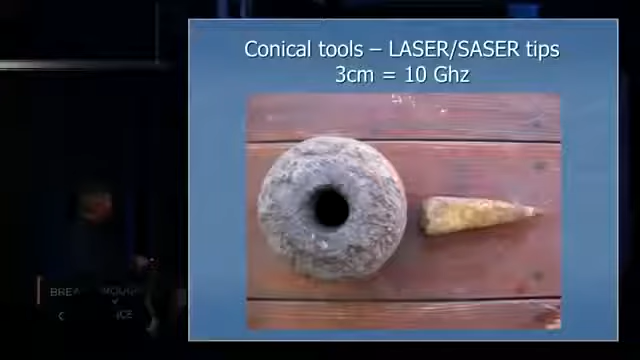 Conical tools – LASER/SASER tips
3cm = 10 Ghz